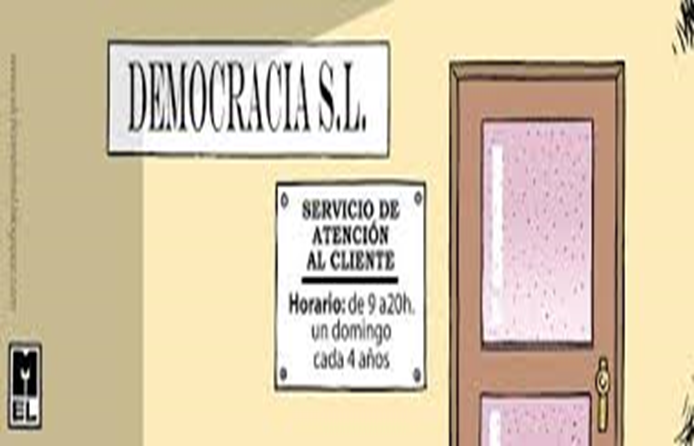 DEMOCRACIA S.L.
SERVICIO DE
ATENCIÓN
AL CLIENTE
Horario: de 9 a20h.
un domingo
cada 4 años
M
EL